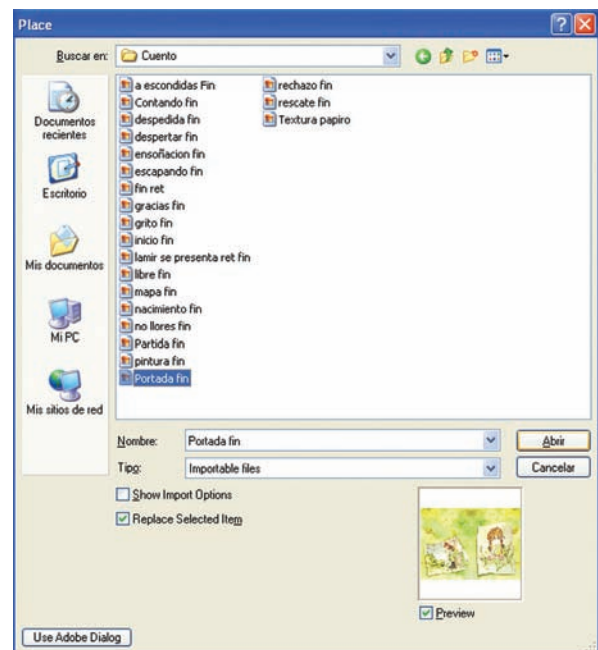 Place
Buscar en:
Cuento
Documentos
recientes
Escritorio
Mis documentos
Mi PC
Mis sitios de red
a escondidas Fin
Contando fin
despedida fin
despertar fin
ensoñacion fin
escapando fin
fin ret
gracias fin
grito fin
inicio fin
lamir se presenta ret fin
libre fin
mapa fin
nacimiento fin
no llores fin
Partida fin
pintura fin
Portada fin
rechazo fin
rescate fin
Textura papiro
Nombre:
Portada fin
Abrir
Tipo:
Importable files
Cancelar
Show Import Options
Replace Selected Item
Preview
Use Adobe Dialog